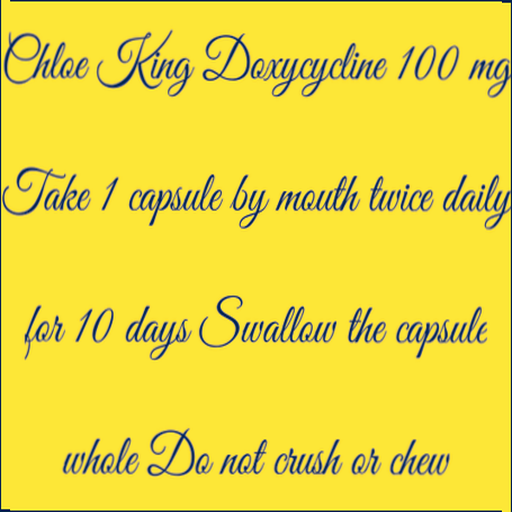 Chloe King Doxycycline 100 mg
Take 1 capsule by mouth twice daily
for 10 days Swallow the capsule
whole Do not crush or chew